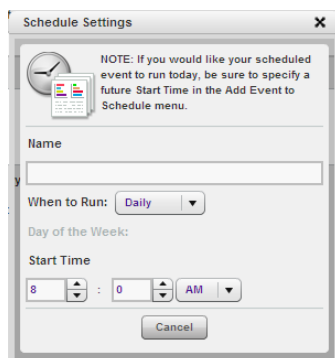 Schedule Settings
NOTE: If you would like your scheduled
event to run today, be sure to specify a
future Start Time in the Add Event to
Schedule menu.
Name
When to Run: Daily
Day of the Week:
Start Time
8 : 0 AM
Cancel